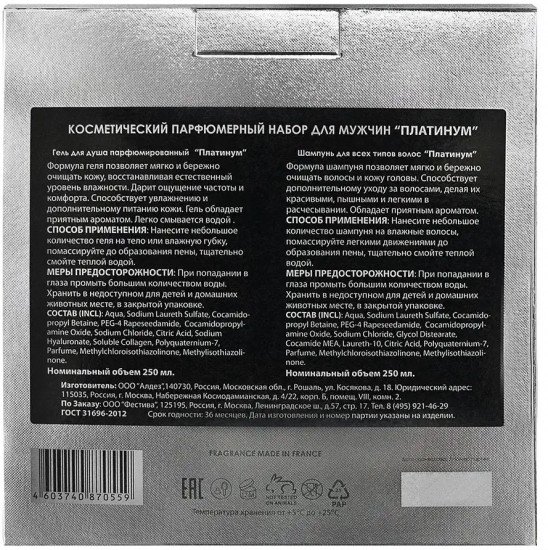 КОСМЕТИЧЕСКИЙ ПАРФЮМЕРНЫЙ НАБОР ДЛЯ МУЖЧИН “ПЛАТИНУМ”
Гель для душа парфюмированный “Платинум”
Формула геля позволяет мягко и бережно
очищать кожу, восстанавливая естественный
уровень влажности. Дарит ощущение частоты и
комфорта. Способствует увлажнению и
дополнительному питанию кожи. Гель обладает
приятным ароматом. Легко смывается водой .
СПОСОБ ПРИМЕНЕНИЯ: Нанесите небольшое
количество геля на тело или влажную губку,
помассируйте до образования пены, тщательно
смойте теплой водой.
МЕРЫ ПРЕДОСТОРОЖНОСТИ: При попадании в
глаза промыть большим количеством воды.
Хранить в недоступном для детей и домашних
животных месте, в закрытой упаковке.
СОСТАВ (INCL): Aqua, Sodium Laureth Sulfate, Cocamido-
propyl Betaine, PEG-4 Rapeseedamide, Cocamidopropyl-
amine Oxide, Sodium Chloride, Citric Acid, Sodium
Hyaluronate, Soluble Collagen, Polyquaternium-7,
Parfume, Methylchloroisothiazolinone, Methylisothiazoli-
none.
Номинальный объем 250 мл.
Шампунь для всех типов волос “Платинум”
Формула шампуня позволяет мягко и бережно
очищать волосы и кожу головы. Способствует
дополнительному уходу за волосами, делая их
красивыми, пышными и легкими в
расчесывании. Обладает приятным ароматом.
СПОСОБ ПРИМЕНЕНИЯ: Нанесите небольшое
количество шампуня на влажные волосы,
помассируйте легкими движениями до
образования пены, тщательно смойте теплой
водой.
МЕРЫ ПРЕДОСТОРОЖНОСТИ: При попадании в
глаза промыть большим количеством воды.
Хранить в недоступном для детей и домашних
животных месте, в закрытой упаковке.
СОСТАВ (INCL): Aqua, Sodium Laureth Sulfate, Cocamido-
propyl Betaine, PEG-4 Rapeseedamide, Cocamidopropyl-
amine Oxide, Sodium Chloride, Glycol Distearate,
Cocamide MEA, Laureth-10, Citric Acid, Polyquaternium-7,
Parfume, Methylchloroisothiazolinone, Methylisothiazoli-
none.
Номинальный объем 250 мл.
Изготовитель: ООО “Алдез”,140730, Россия, Московская обл., г. Рошаль, ул. Косякова, д. 18. Юридический адрес:
115035, Россия, г. Москва, Набережная Космодамианская, д. 4/22, корп. Б, помещ. VIII, комн. 2.
По Заказу: ООО “Фестива”, 125195, Россия, г. Москва, Ленинградское ш., д.57, стр. 17. Тел. 8 (495) 921-46-29
ГОСТ 31696-2012 Срок годности: 36 месяцев. Дата изготовления и номер партии указаны на изделии.
FRAGRANCE MADE IN FRANCE
4 603740 870559
EAC
NOT TESTED
ON ANIMALS
PAP
Температура хранения от +5°C до +25°C